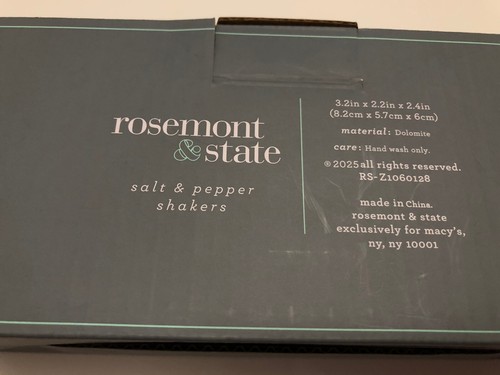 rosemont
& state
salt & pepper
shakers
3.2in x 2.2in x 2.4in
(8.2cm x 5.7cm x 6cm)
material: Dolomite
care: Hand wash only.
©2025 all rights reserved.
RS-Z1060128
made in China.
rosemont & state
exclusively for macy's,
ny, ny 10001